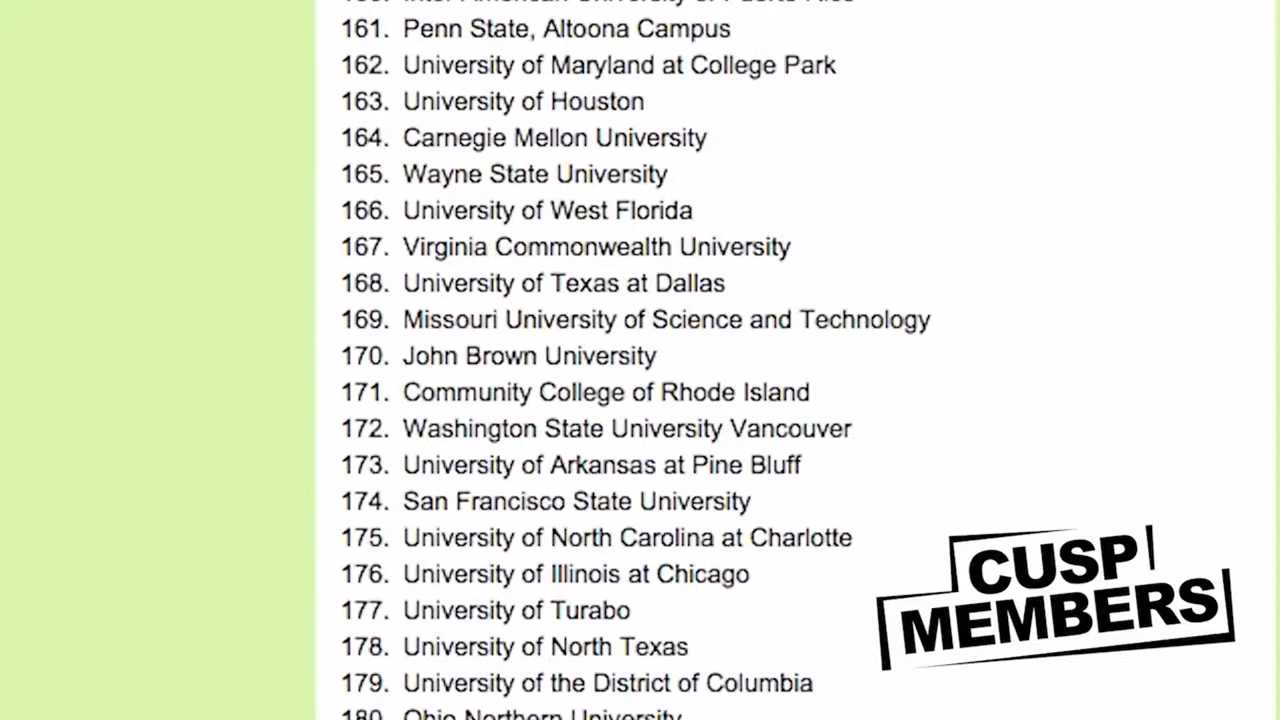 161. Penn State, Altoona Campus
162. University of Maryland at College Park
163. University of Houston
164. Carnegie Mellon University
165. Wayne State University
166. University of West Florida
167. Virginia Commonwealth University
168. University of Texas at Dallas
169. Missouri University of Science and Technology
170. John Brown University
171. Community College of Rhode Island
172. Washington State University Vancouver
173. University of Arkansas at Pine Bluff
174. San Francisco State University
175. University of North Carolina at Charlotte
176. University of Illinois at Chicago
177. University of Turabo
178. University of North Texas
179. University of the District of Columbia
180. Ohio Northern University
CUSP
MEMBERS